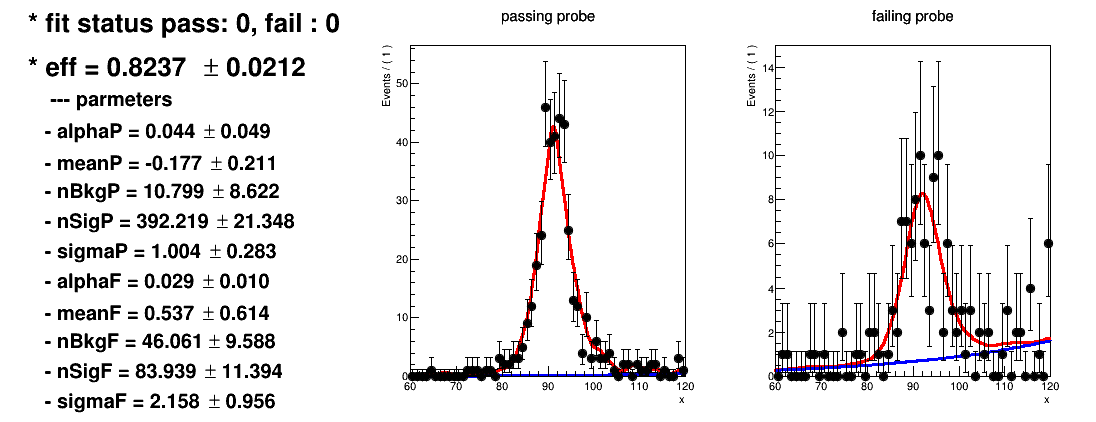 * fit status pass: 0, fail : 0
* eff = 0.8237 ± 0.0212
--- parmeters
- alphaP = 0.044 ± 0.049
- meanP = -0.177 ± 0.211
- nBkgP = 10.799 ± 8.622
- nSigP = 392.219 ± 21.348
- sigmaP = 1.004 ± 0.283
- alphaF = 0.029 ± 0.010
- meanF = 0.537 ± 0.614
- nBkgF = 46.061 ± 9.588
- nSigF = 83.939 ± 11.394
- sigmaF = 2.158 ± 0.956
passing probe
Events / ( 1 )
50
40
30
20
10
0
60 70 80 90 100 110 120
x
failing probe
Events / ( 1 )
14
12
10
8
6
4
2
0
60 70 80 90 100 110 120
x